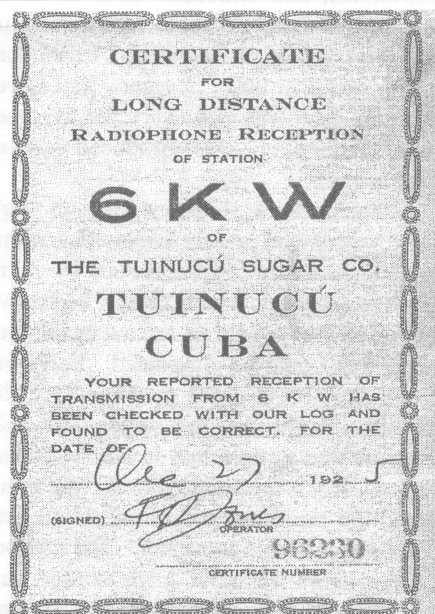 CERTIFICATE
FOR
LONG DISTANCE
RADIOPHONE RECEPTION
OF STATION
6 K W
OF
THE TUINUCÚ SUGAR CO.
TUINUCÚ
CUBA
YOUR REPORTED RECEPTION OF
TRANSMISSION FROM 6 K W HAS
BEEN CHECKED WITH OUR LOG AND
FOUND TO BE CORRECT. FOR THE
DATE OF
Dec 27 1925
(SIGNED) Jones
OPERATOR
96230
CERTIFICATE NUMBER